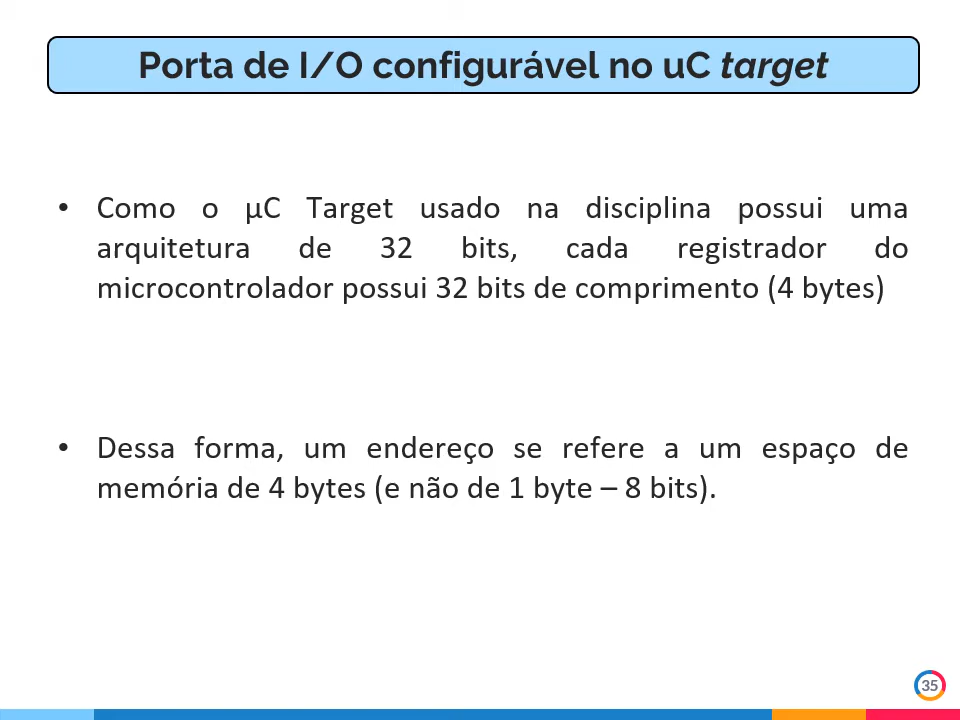 Porta de I/O configurável no uC target
• Como o µC Target usado na disciplina possui uma
arquitetura de 32 bits, cada registrador do
microcontrolador possui 32 bits de comprimento (4 bytes)
• Dessa forma, um endereço se refere a um espaço de
memória de 4 bytes (e não de 1 byte – 8 bits).
35